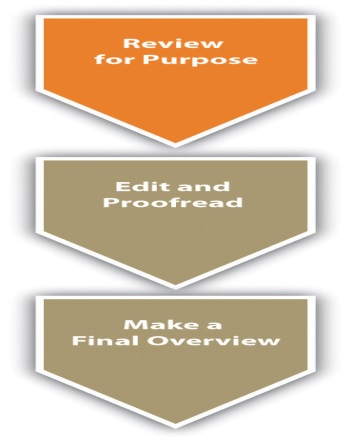 Review
for Purpose
Edit and
Proofread
Make a
Final Overview